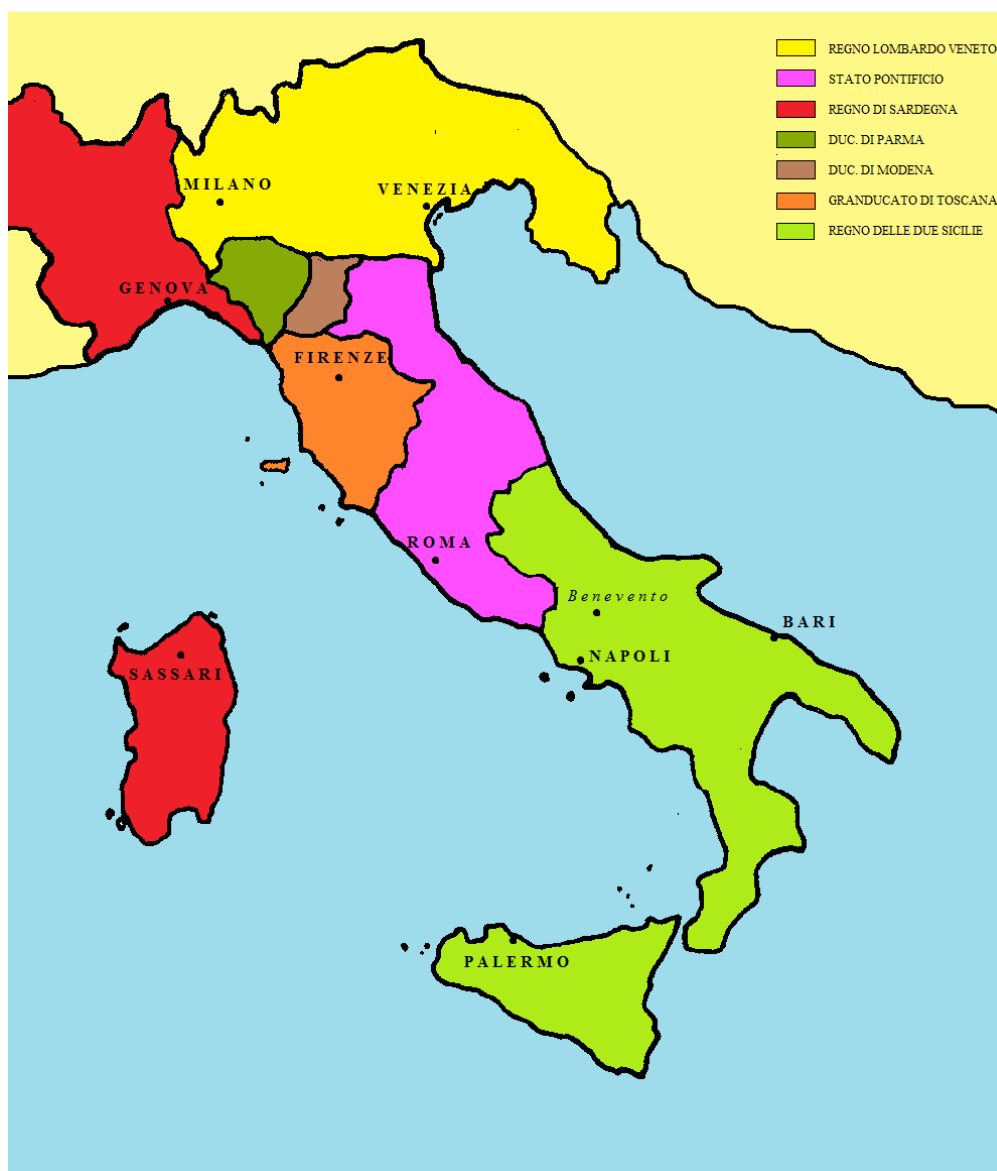 REGNO LOMBARDO VENETO
STATO PONTIFICIO
REGNO DI SARDEGNA
DUC. DI PARMA
DUC. DI MODENA
GRANDUCATO DI TOSCANA
REGNO DELLE DUE SICILIE
MILANO
VENEZIA
GENOVA
FIRENZE
ROMA
Benevento
BARI
NAPOLI
SASSARI
PALERMO